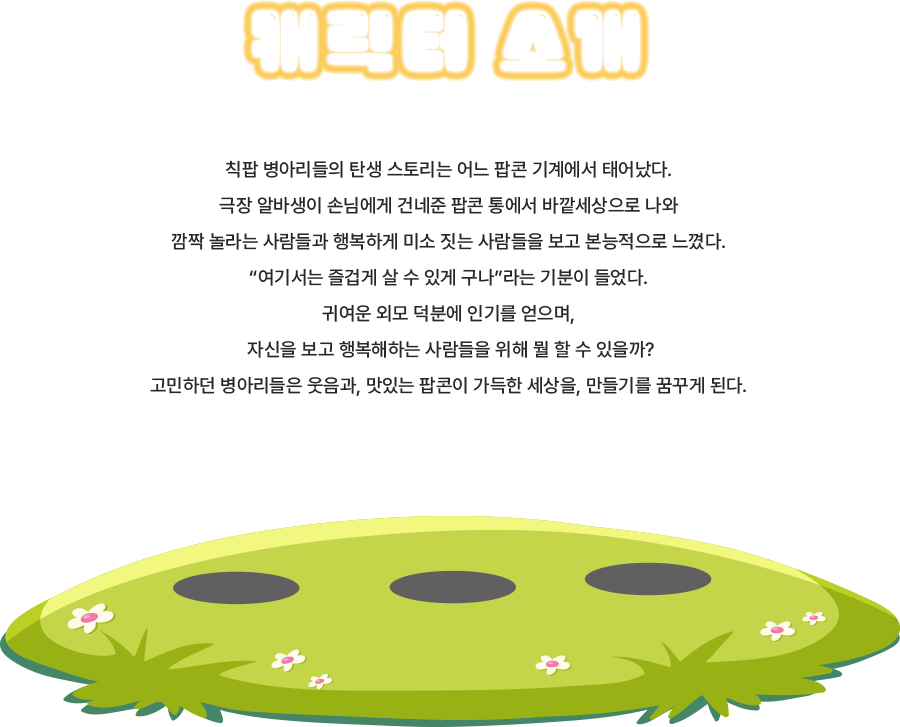 캐릭터 소개
칙팝 병아리들의 탄생 스토리는 어느 팝콘 기계에서 태어났다.
극장 알바생이 손님에게 건네준 팝콘 통에서 바깥세상으로 나와
깜짝 놀라는 사람들과 행복하게 미소 짓는 사람들을 보고 본능적으로 느꼈다.
“여기서는 즐겁게 살 수 있게 구나”라는 기분이 들었다.
귀여운 외모 덕분에 인기를 얻으며,
자신을 보고 행복해하는 사람들을 위해 뭘 할 수 있을까?
고민하던 병아리들은 웃음과, 맛있는 팝콘이 가득한 세상을, 만들기를 꿈꾸게 된다.